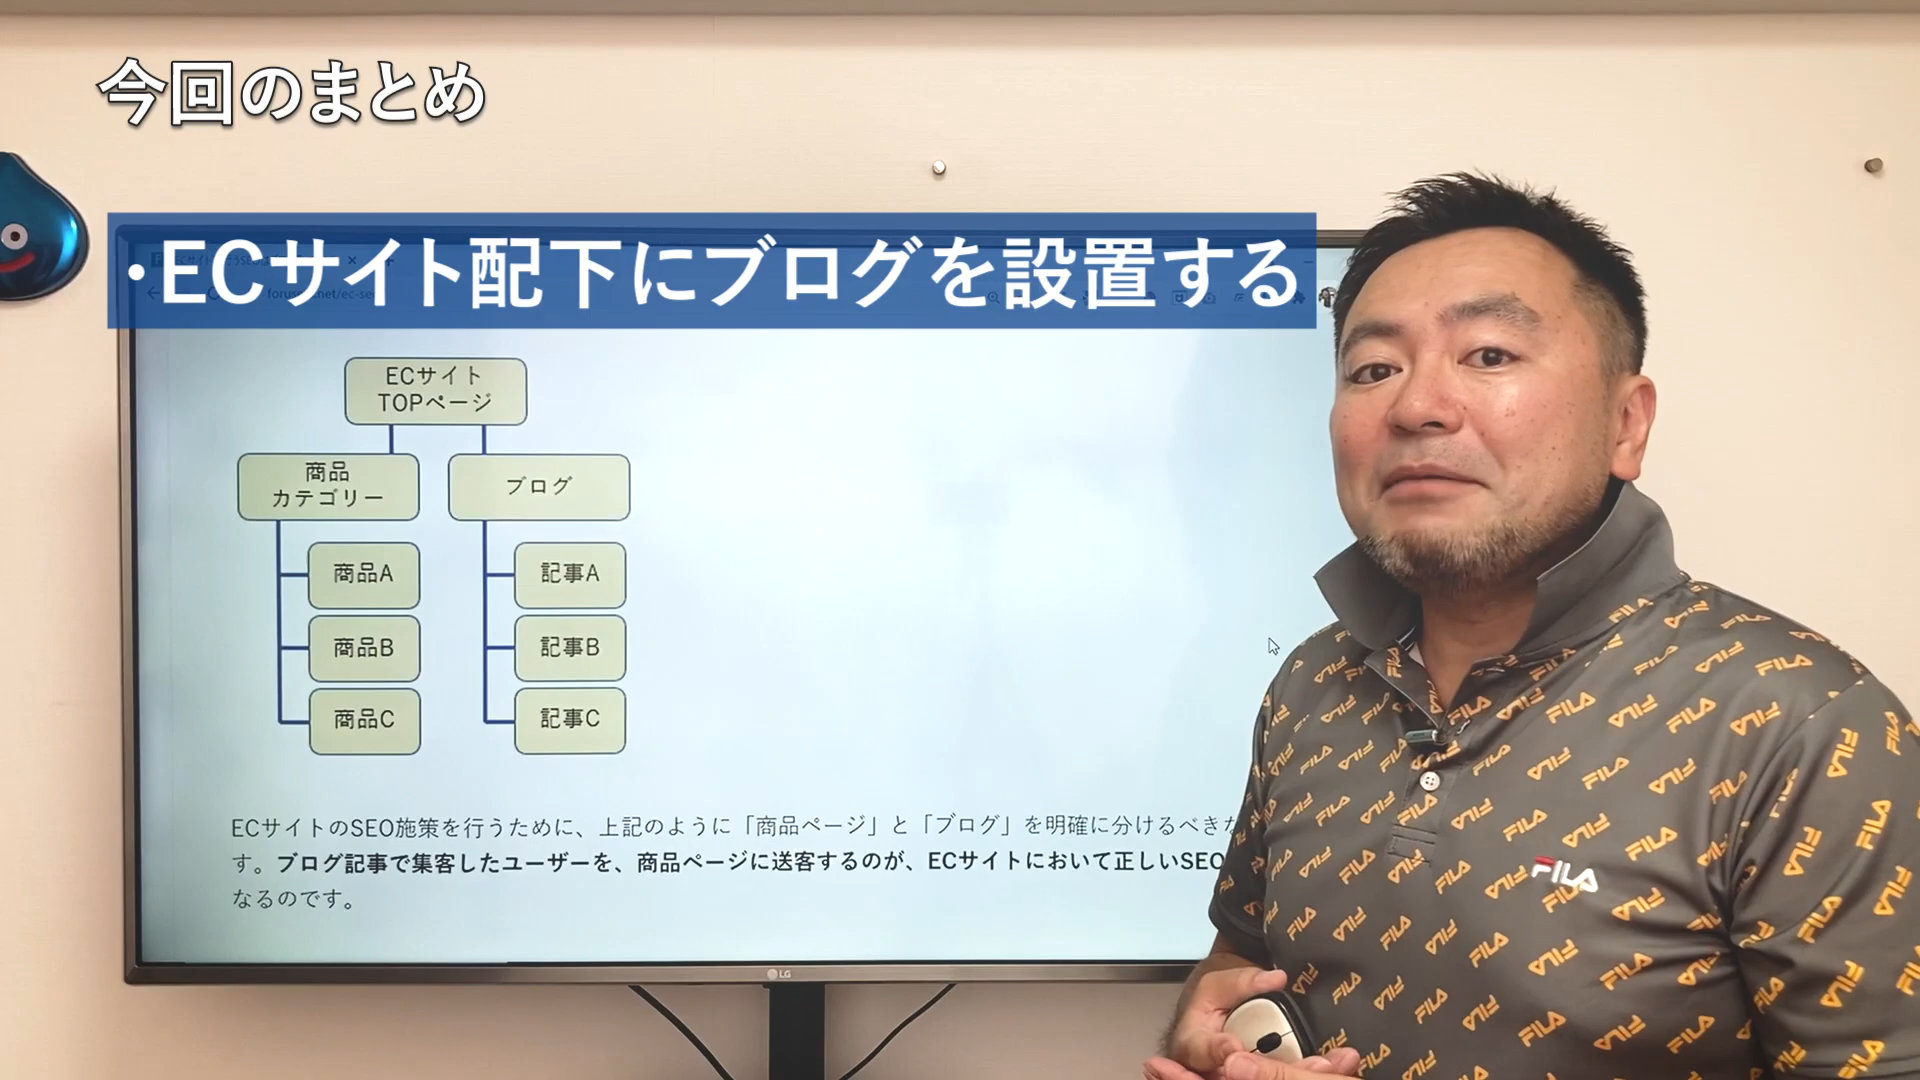 今回のまとめ
・ECサイト配下にブログを設置する
ECサイト
TOPページ
商品
カテゴリー
ブログ
商品A
記事A
商品B
記事B
商品C
記事C
ECサイトのSEO施策を行うために、上記のように「商品ページ」と「ブログ」を明確に分けるべきな
す。ブログ記事で集客したユーザーを、商品ページに送客するのが、ECサイトにおいて正しいSEO
なるのです。
LG
FILA